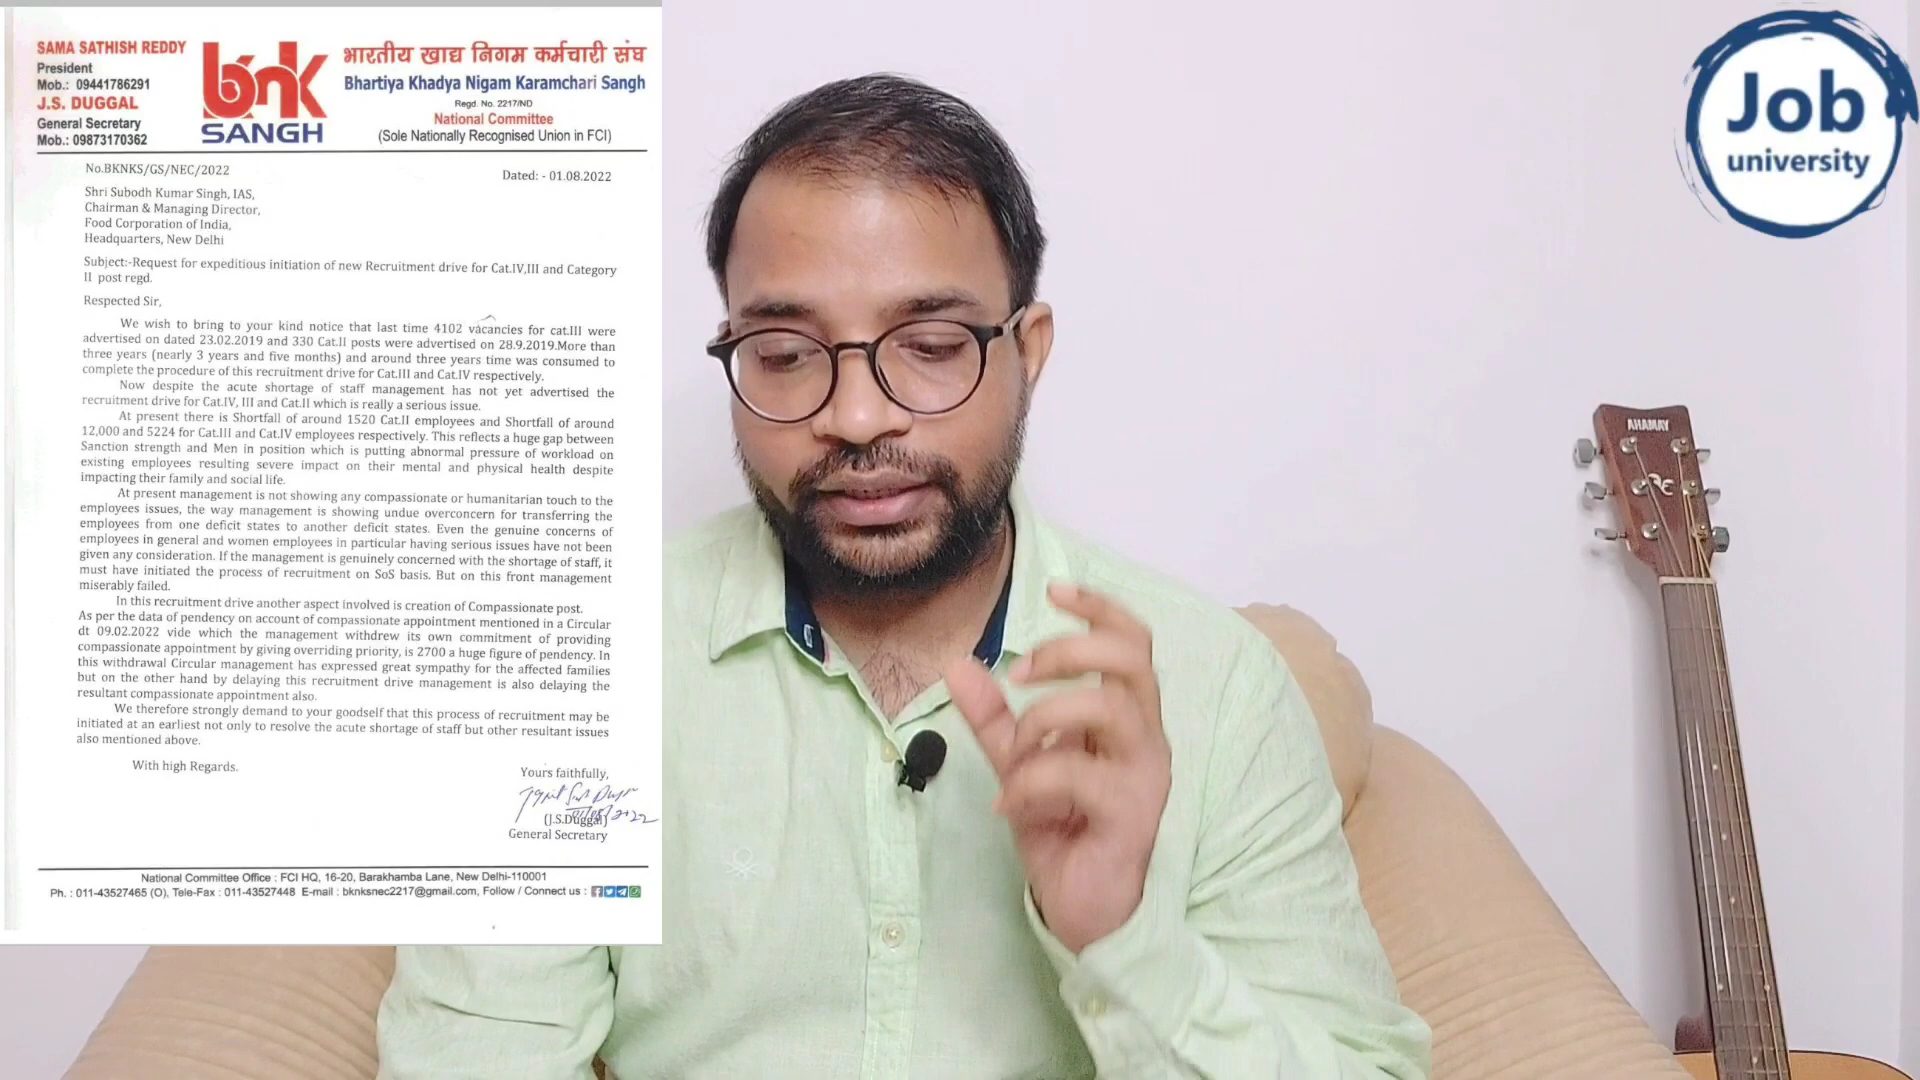 SAMA SATHISH REDDY
President
Mob.: 09441786291
J.S. DUGGAL
General Secretary
Mob.: 09873170362
bnk
SANGH
भारतीय खाद्य निगम कर्मचारी संघ
Bhartiya Khadya Nigam Karamchari Sangh
Regd. No. 2217/ND
National Committee
(Sole Nationally Recognised Union in FCI)
No.BKNKS/GS/NEC/2022
Dated: - 01.08.2022
Shri Subodh Kumar Singh, IAS,
Chairman & Managing Director,
Food Corporation of India,
Headquarters, New Delhi
Subject:-Request for expeditious initiation of new Recruitment drive for Cat.IV,III and Category
II post regd.
Respected Sir,
We wish to bring to your kind notice that last time 4102 vacancies for cat.III were
advertised on dated 23.02.2019 and 330 Cat.II posts were advertised on 28.9.2019.More than
three years (nearly 3 years and five months) and around three years time was consumed to
complete the procedure of this recruitment drive for Cat.III and Cat.IV respectively.
Now despite the acute shortage of staff management has not yet advertised the
recruitment drive for Cat.IV, III and Cat.II which is really a serious issue.
At present there is Shortfall of around 1520 Cat.II employees and Shortfall of around
12,000 and 5224 for Cat.III and Cat.IV employees respectively. This reflects a huge gap between
Sanction strength and Men in position which is putting abnormal pressure of workload on
existing employees resulting severe impact on their mental and physical health despite
impacting their family and social life.
At present management is not showing any compassionate or humanitarian touch to the
employees issues, the way management is showing undue overconcern for transferring the
employees from one deficit states to another deficit states. Even the genuine concerns of
employees in general and women employees in particular having serious issues have not been
given any consideration. If the management is genuinely concerned with the shortage of staff, it
must have initiated the process of recruitment on SoS basis. But on this front management
miserably failed.
In this recruitment drive another aspect involved is creation of Compassionate post.
As per the data of pendency on account of compassionate appointment mentioned in a Circular
dt 09.02.2022 vide which the management withdrew its own commitment of providing
compassionate appointment by giving overriding priority, is 2700 a huge figure of pendency. In
this withdrawal Circular management has expressed great sympathy for the affected families
but on the other hand by delaying this recruitment drive management is also delaying the
resultant compassionate appointment also.
We therefore strongly demand to your goodself that this process of recruitment may be
initiated at an earliest not only to resolve the acute shortage of staff but other resultant issues
also mentioned above.
With high Regards.
Yours faithfully,
(J.S.Duggal)
General Secretary
National Committee Office : FCI HQ, 16-20, Barakhamba Lane, New Delhi-110001
Ph. : 011-43527465 (O), Tele-Fax : 011-43527448 E-mail : bknksnec2217@gmail.com, Follow / Connect us :
Job
university
AHAMAY